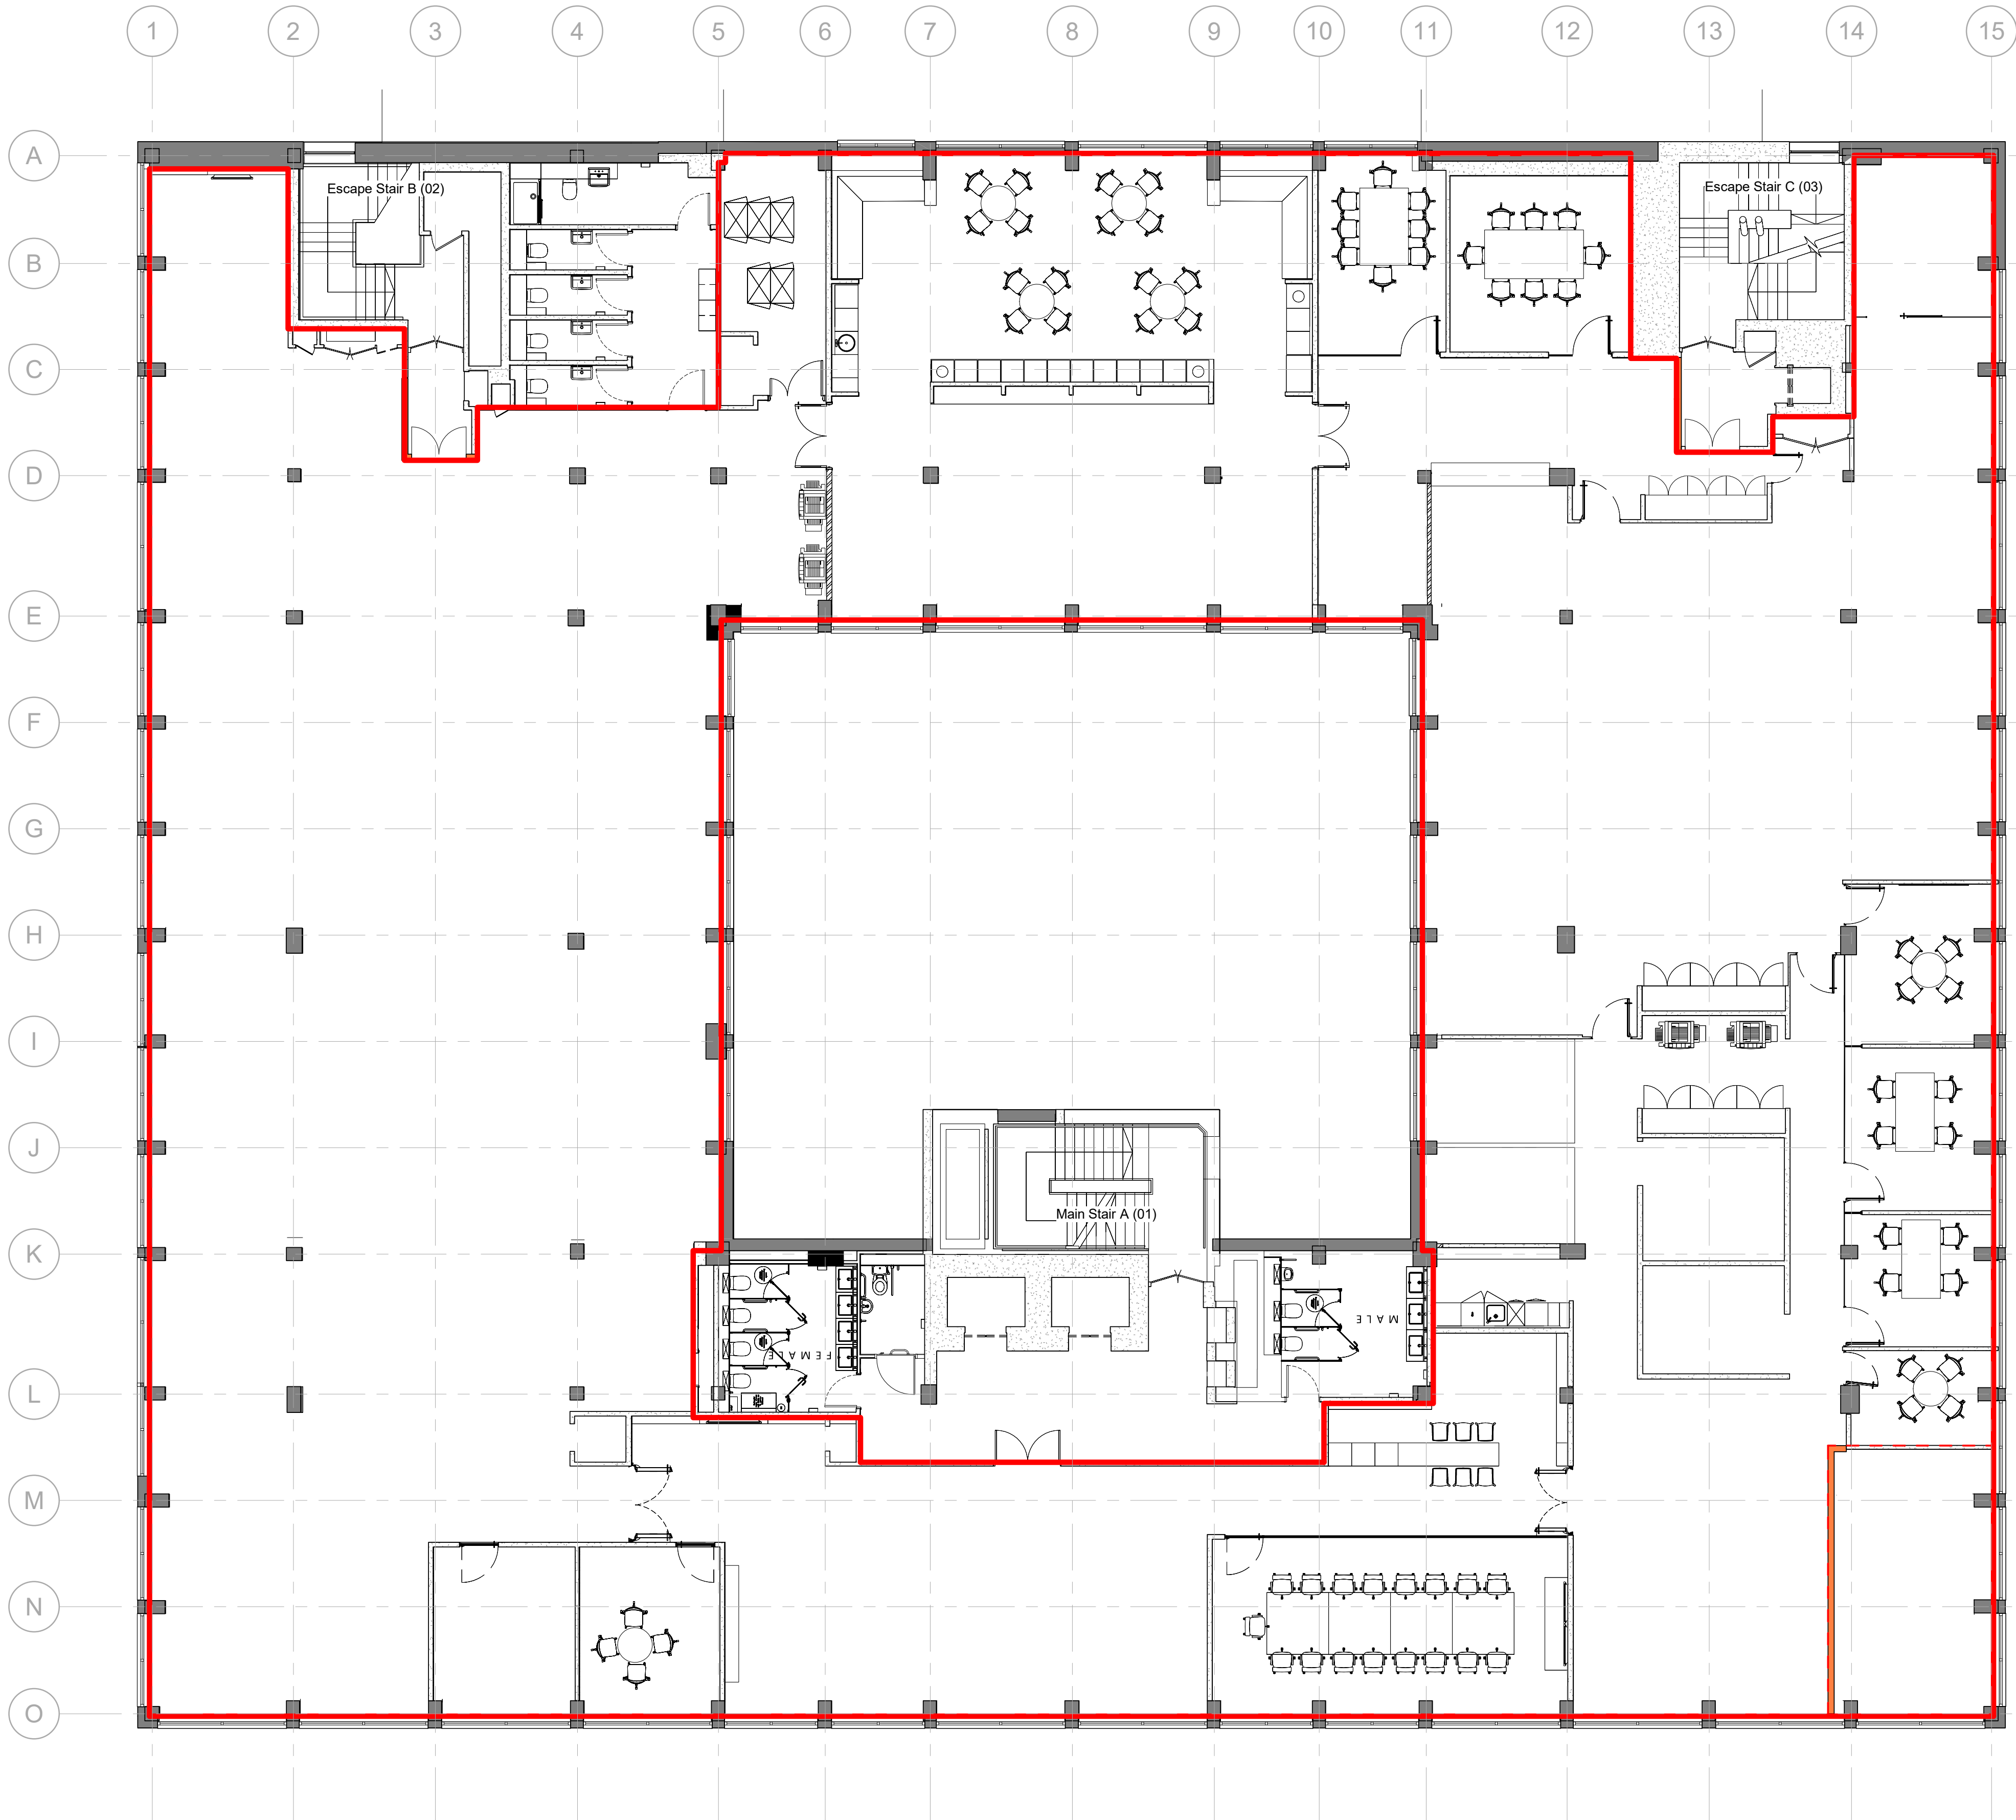 1 2 3 4 5 6 7 8 9 10 11 12 13 14 15
A
Escape Stair B (02)
Escape Stair C (03)
B
C
D
E
F
G
H
I
J
Main Stair A (01)
K
MALE
FEMALE
L
M
N
O